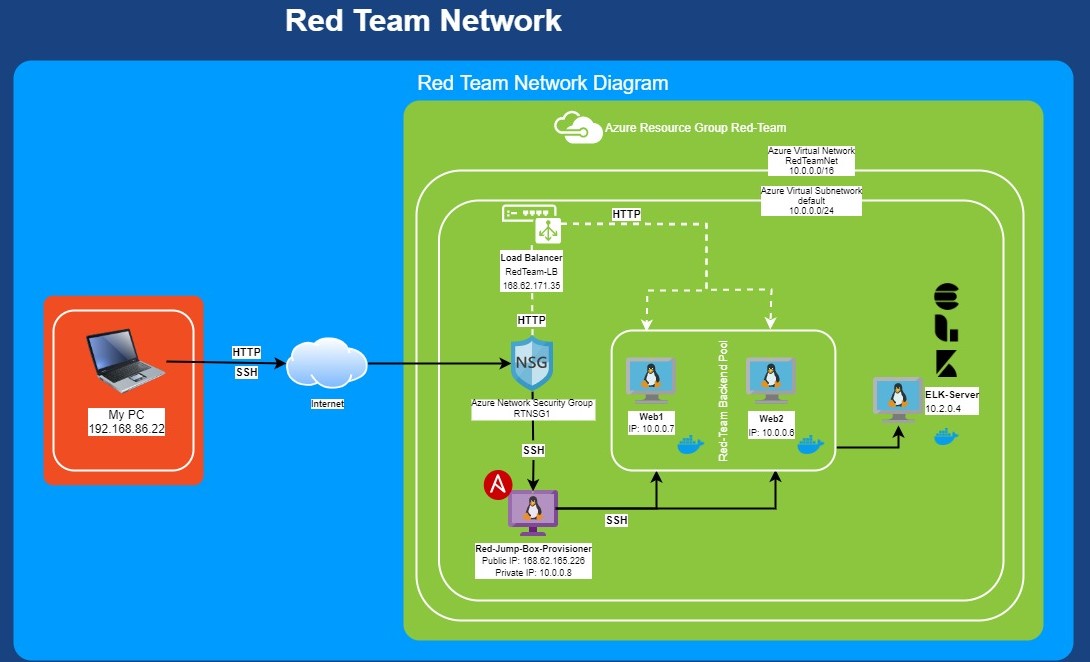 Red Team Network
Red Team Network Diagram
Azure Resource Group Red-Team
Azure Virtual Network
RedTeamNet
10.0.0.0/16
Azure Virtual Subnetwork
default
10.0.0.0/24
HTTP
Load Balancer
RedTeam-LB
168.62.171.35
HTTP
NSG
Azure Network Security Group
RTNSG1
HTTP
SSH
My PC
192.168.86.22
Internet
Red-Team Backend Pool
Web1
IP: 10.0.0.7
Web2
IP: 10.0.0.6
ELK-Server
10.2.0.4
SSH
SSH
Red-Jump-Box-Provisioner
Public IP: 168.62.165.226
Private IP: 10.0.0.8